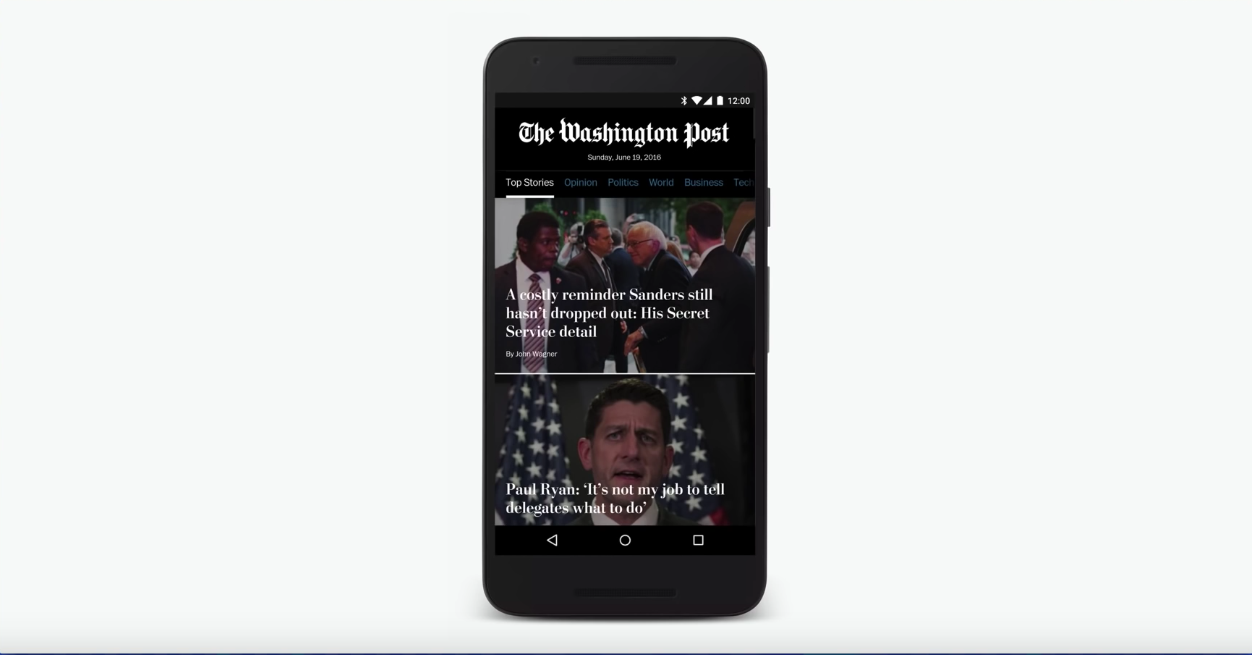 12:00
The Washington Post
Sunday, June 19, 2016
Top Stories Opinion Politics World Business Tech
A costly reminder Sanders still
hasn't dropped out: His Secret
Service detail
By John Wagner
Paul Ryan: ‘It’s not my job to tell
delegates what to do’